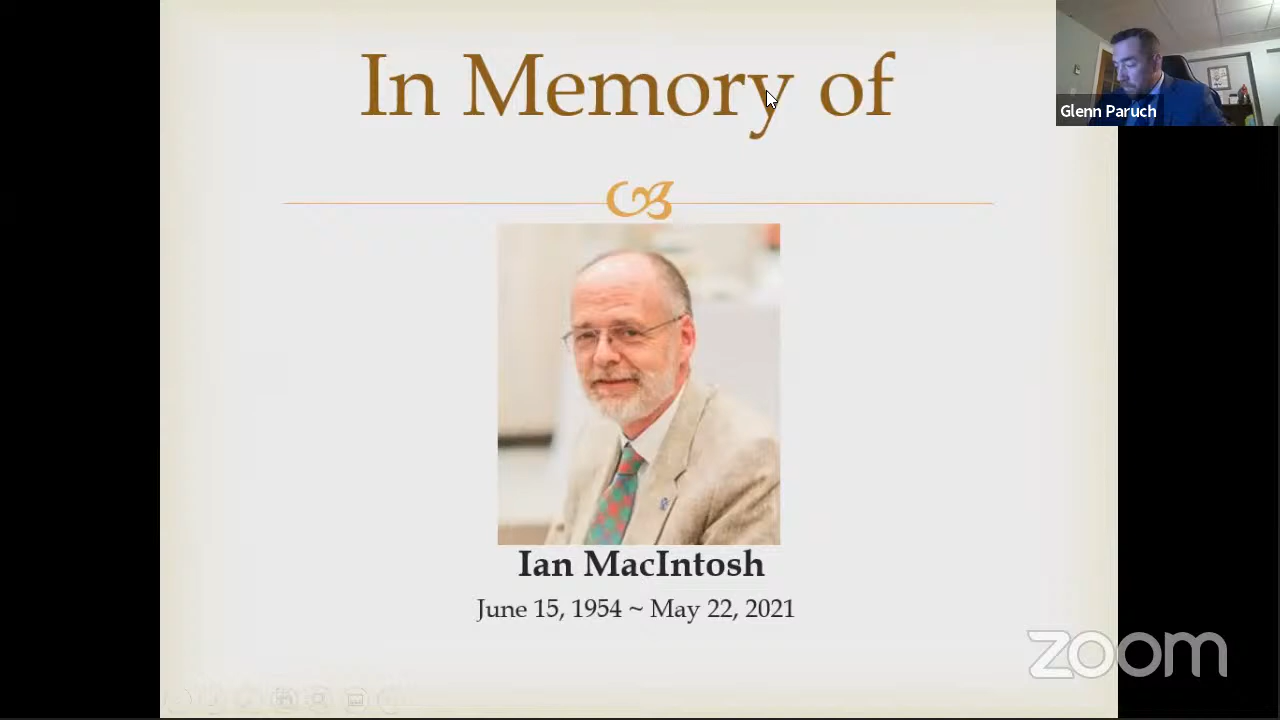 In Memory of
Glenn Paruch
Ian MacIntosh
June 15, 1954 ~ May 22, 2021
zoom